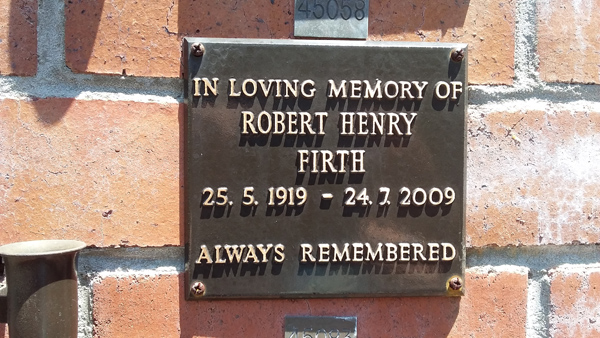 45058
IN LOVING MEMORY OF
ROBERT HENRY
FIRTH
25. 5. 1919 - 24. 7. 2009
ALWAYS REMEMBERED